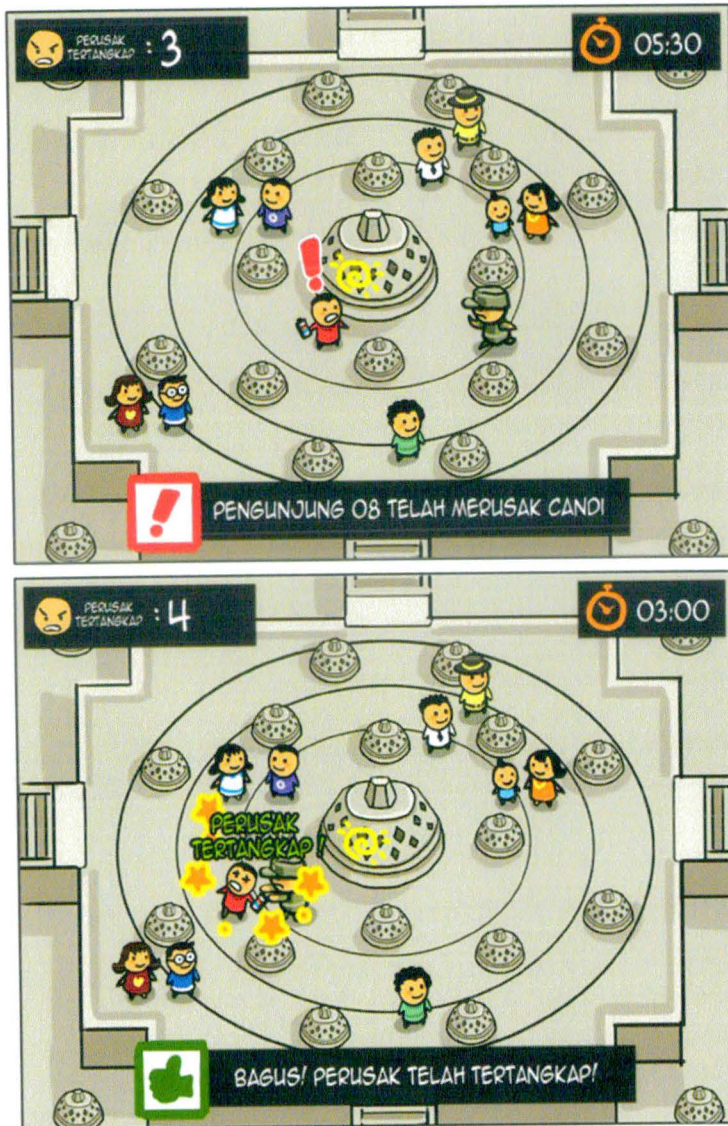 PERUSAK
TERTANGKAP : 3
05:30
!
!
PENGUNJUNG 08 TELAH MERUSAK CANDI
PERUSAK
TERTANGKAP : 4
03:00
PERUSAK
TERTANGKAP !
BAGUS! PERUSAK TELAH TERTANGKAP!